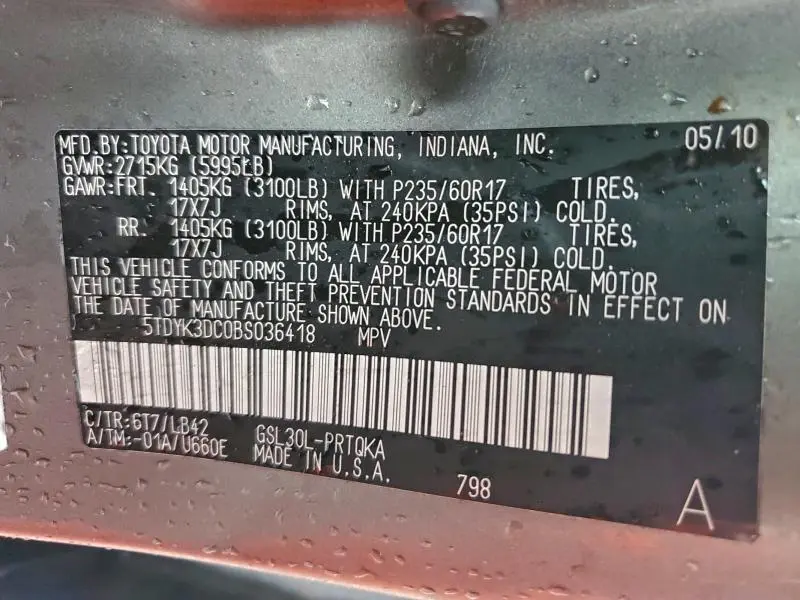 MFD.BY:TOYOTA MOTOR MANUFACTURING, INDIANA, INC. 05/10
GVWR:2715KG (5995LB)
GAWR:FRT. 1405KG (3100LB) WITH P235/60R17 TIRES,
17X7J RIMS, AT 240KPA (35PSI) COLD.
RR. 1405KG (3100LB) WITH P235/60R17 TIRES,
17X7J RIMS, AT 240KPA (35PSI) COLD.
THIS VEHICLE CONFORMS TO ALL APPLICABLE FEDERAL MOTOR
VEHICLE SAFETY AND THEFT PREVENTION STANDARDS IN EFFECT ON
THE DATE OF MANUFACTURE SHOWN ABOVE.
5TDYK3DC0BS036418 MPV
C/TR:6T7/LB42 GSL30L-PRTQKA
A/TM:-01A/U660E MADE IN U.S.A.
798
A